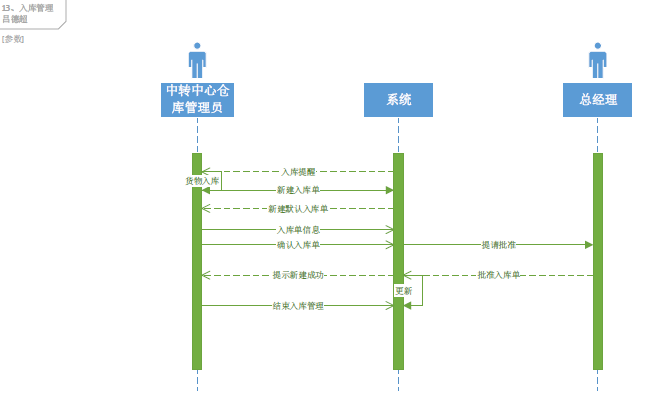 13、入库管理
吕德超
[参数]
中转中心仓
库管理员
系统
总经理
入库提醒
货物入库
新建入库单
新建默认入库单
入库单信息
确认入库单
提请批准
提示新建成功
批准入库单
更新
结束入库管理